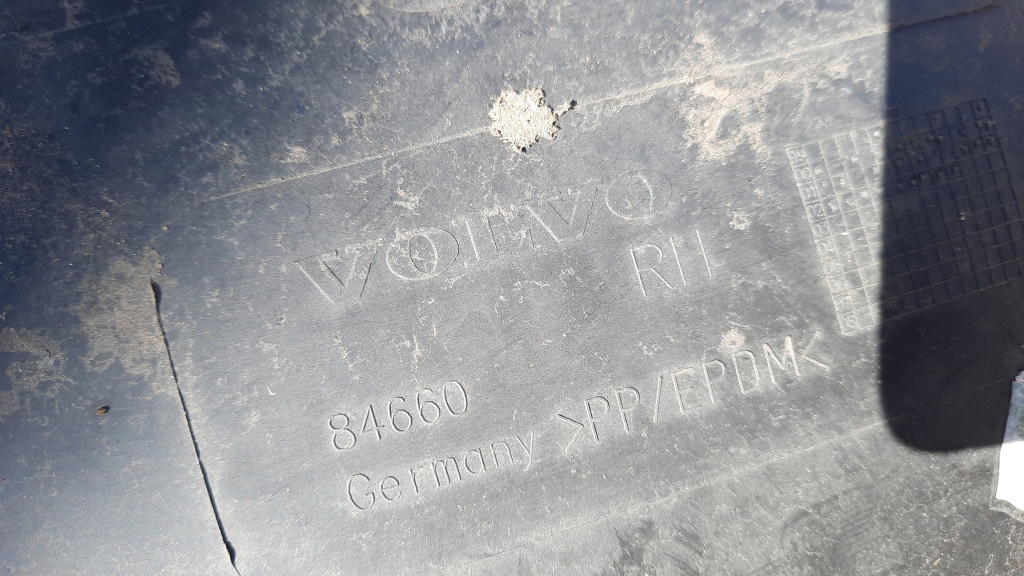 VOLVO
RH
84660
Germany >PP/EPDM<